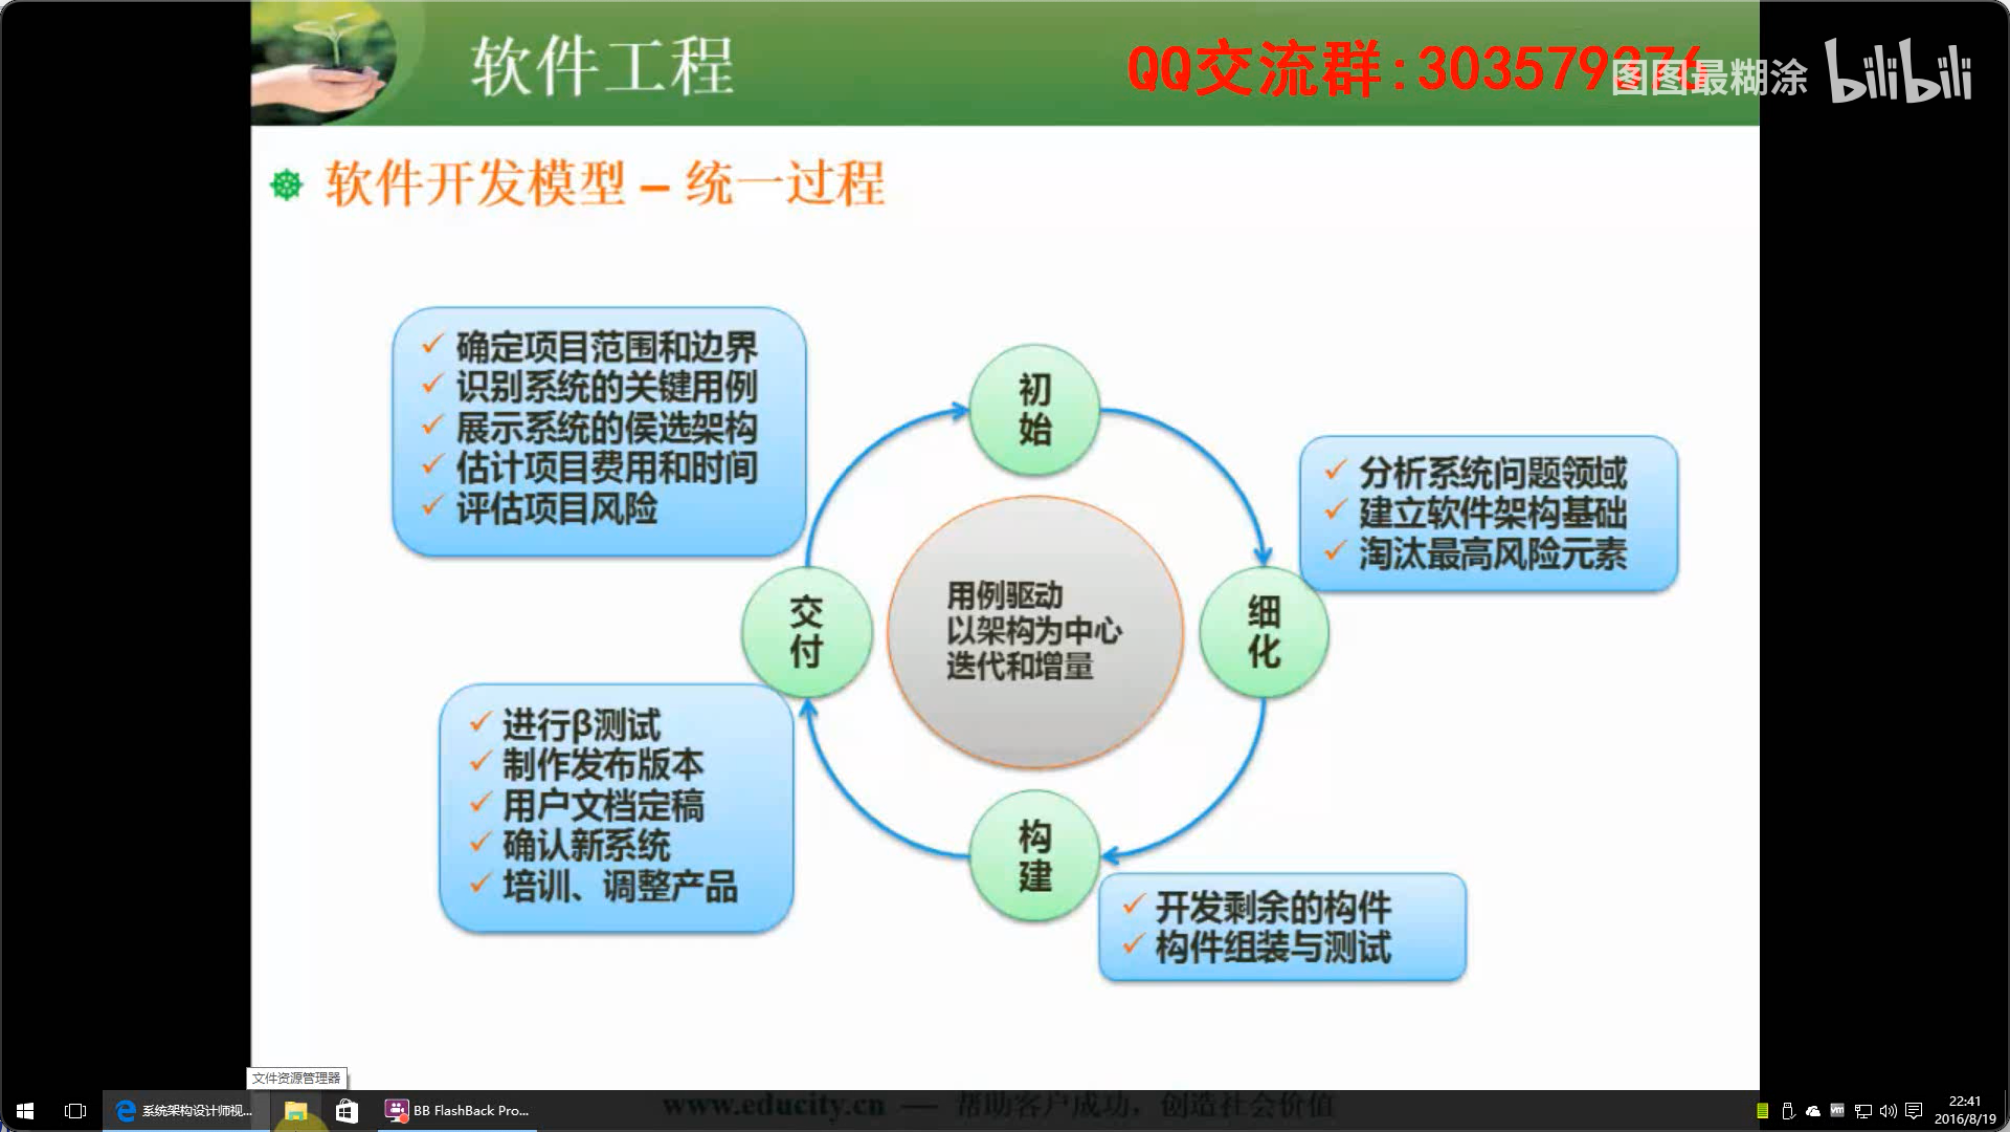 软件工程
QQ交流群:303579
图图最糊涂
bilibili
软件开发模型 – 统一过程
确定项目范围和边界
识别系统的关键用例
展示系统的侯选架构
估计项目费用和时间
评估项目风险
初始
分析系统问题领域
建立软件架构基础
淘汰最高风险元素
用例驱动
以架构为中心
迭代和增量
交付
细化
进行β测试
制作发布版本
用户文档定稿
确认新系统
培训、调整产品
构建
开发剩余的构件
构件组装与测试
文件资源管理器
系统架构设计师视...
BB FlashBack Pro...
www.educity.cn — 帮助客户成功，创造社会价值
22:41
2016/8/19